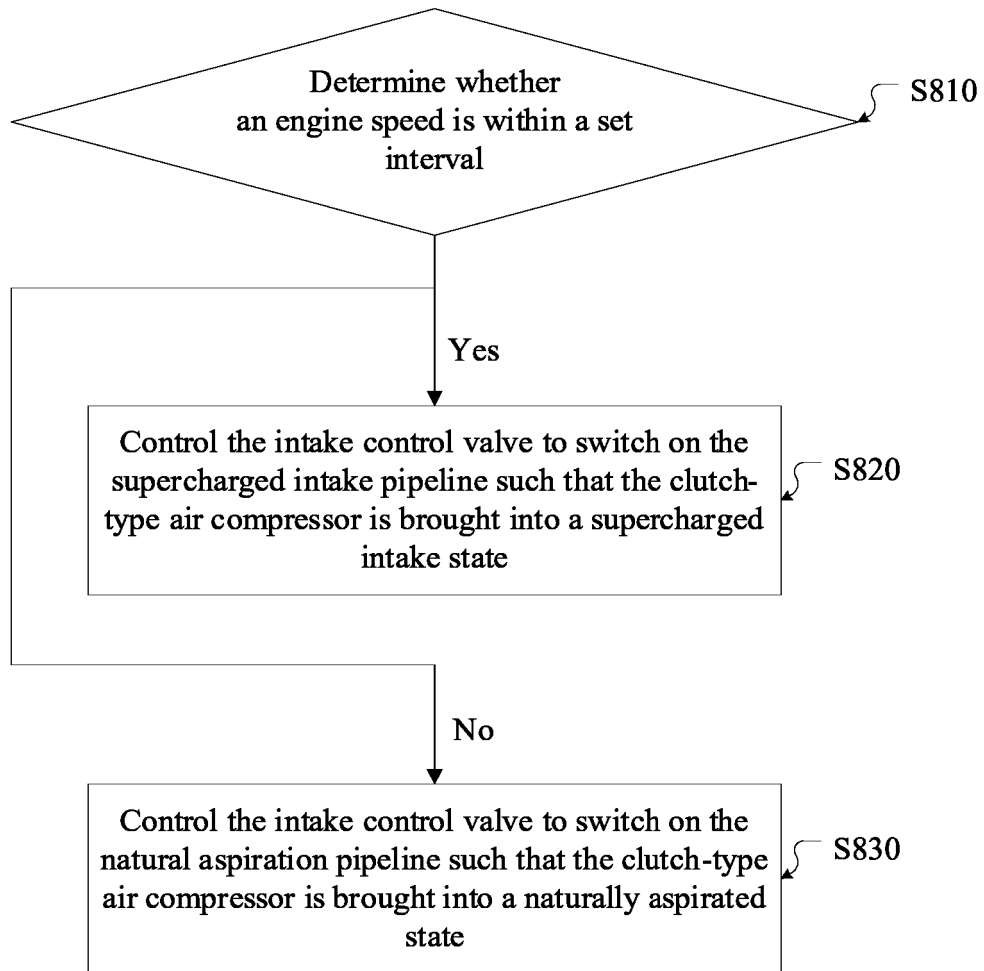 Determine whether
an engine speed is within a set
interval
S810
Yes
Control the intake control valve to switch on the
supercharged intake pipeline such that the clutch-
type air compressor is brought into a supercharged
intake state
S820
No
Control the intake control valve to switch on the
natural aspiration pipeline such that the clutch-type
air compressor is brought into a naturally aspirated
state
S830